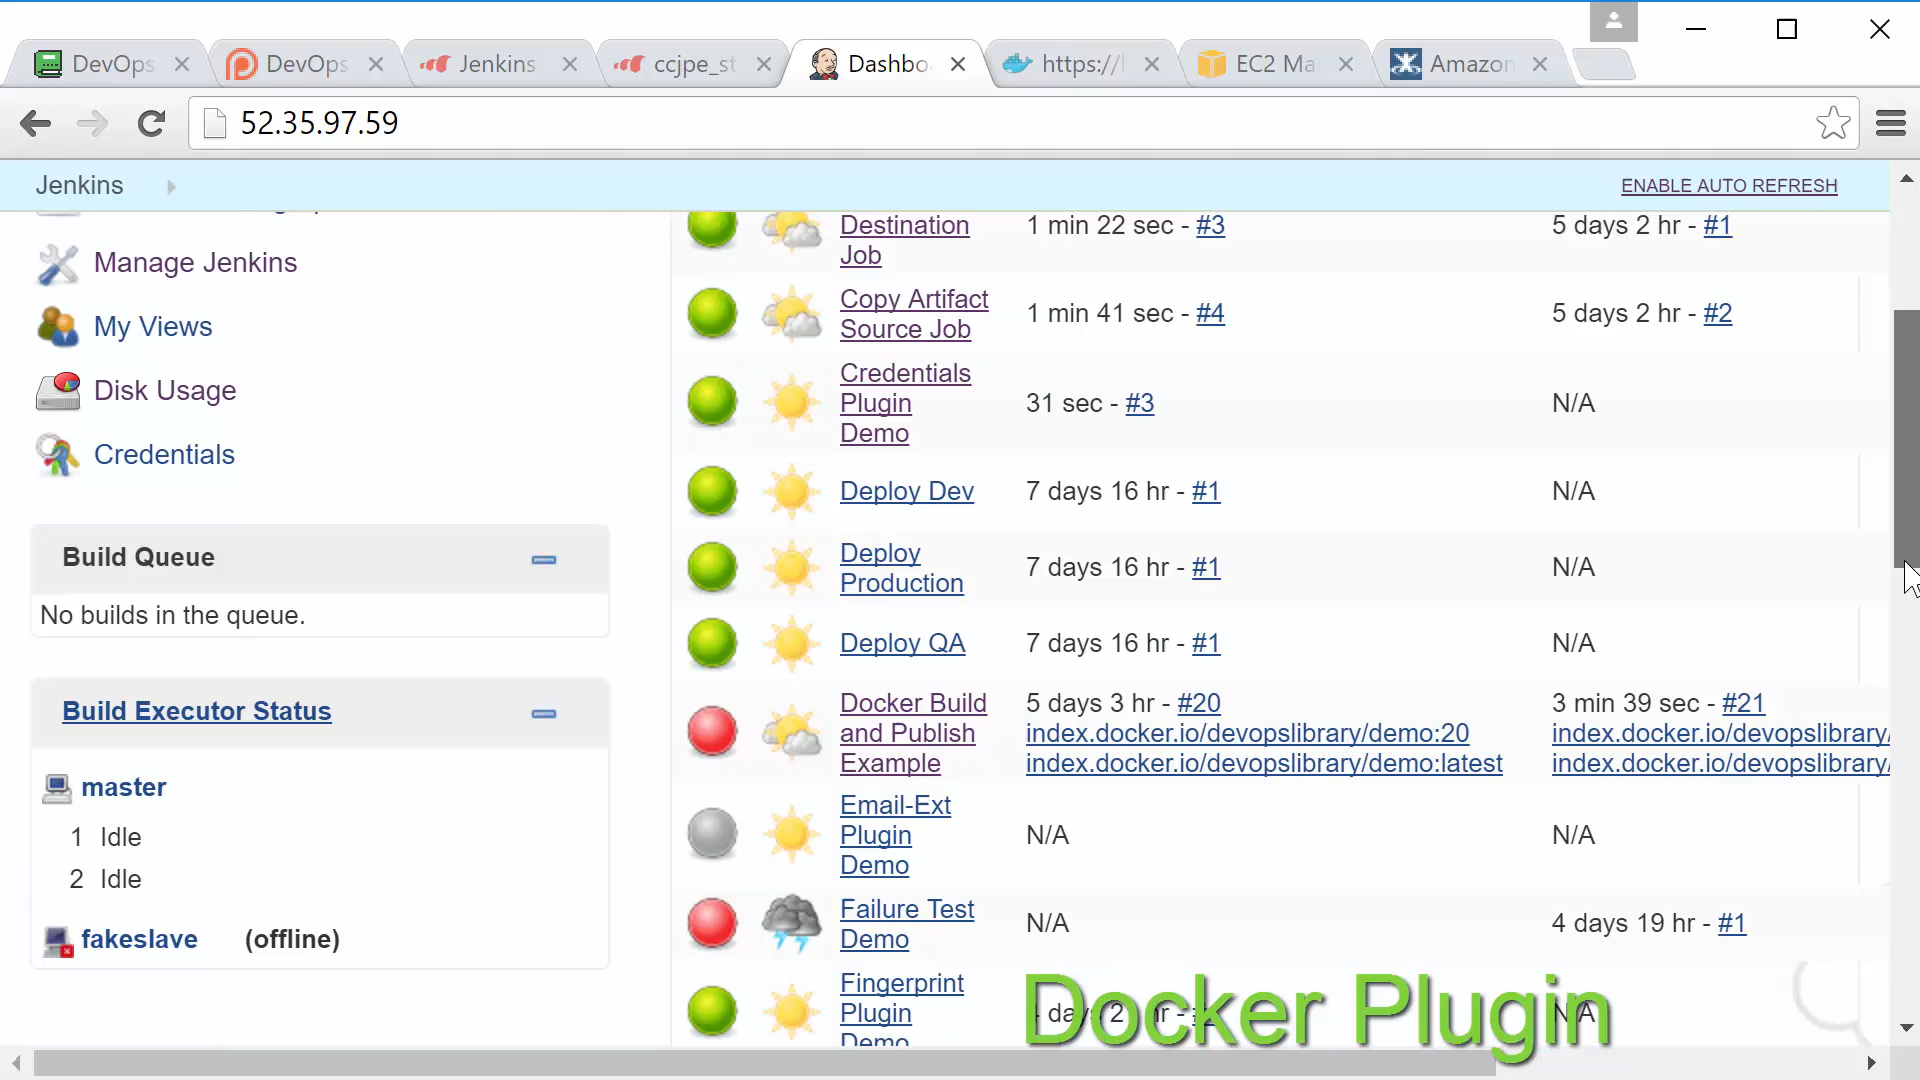 DevOps
DevOps
Jenkins
ccjpe_st
Dashbo
https://
EC2 Ma
Amazon
52.35.97.59
Jenkins
ENABLE AUTO REFRESH
Manage Jenkins
My Views
Disk Usage
Credentials
Build Queue
No builds in the queue.
Build Executor Status
master
1 Idle
2 Idle
fakeslave (offline)
Destination
Job
1 min 22 sec - #3
5 days 2 hr - #1
Copy Artifact
Source Job
1 min 41 sec - #4
5 days 2 hr - #2
Credentials
Plugin
Demo
31 sec - #3
N/A
Deploy Dev
7 days 16 hr - #1
N/A
Deploy
Production
7 days 16 hr - #1
N/A
Deploy QA
7 days 16 hr - #1
N/A
Docker Build
and Publish
Example
5 days 3 hr - #20
index.docker.io/devopslibrary/demo:20
index.docker.io/devopslibrary/demo:latest
3 min 39 sec - #21
index.docker.io/devopslibrary/
index.docker.io/devopslibrary/
Email-Ext
Plugin
Demo
N/A
N/A
Failure Test
Demo
N/A
4 days 19 hr - #1
Fingerprint
Plugin
Demo
N/A
Docker Plugin